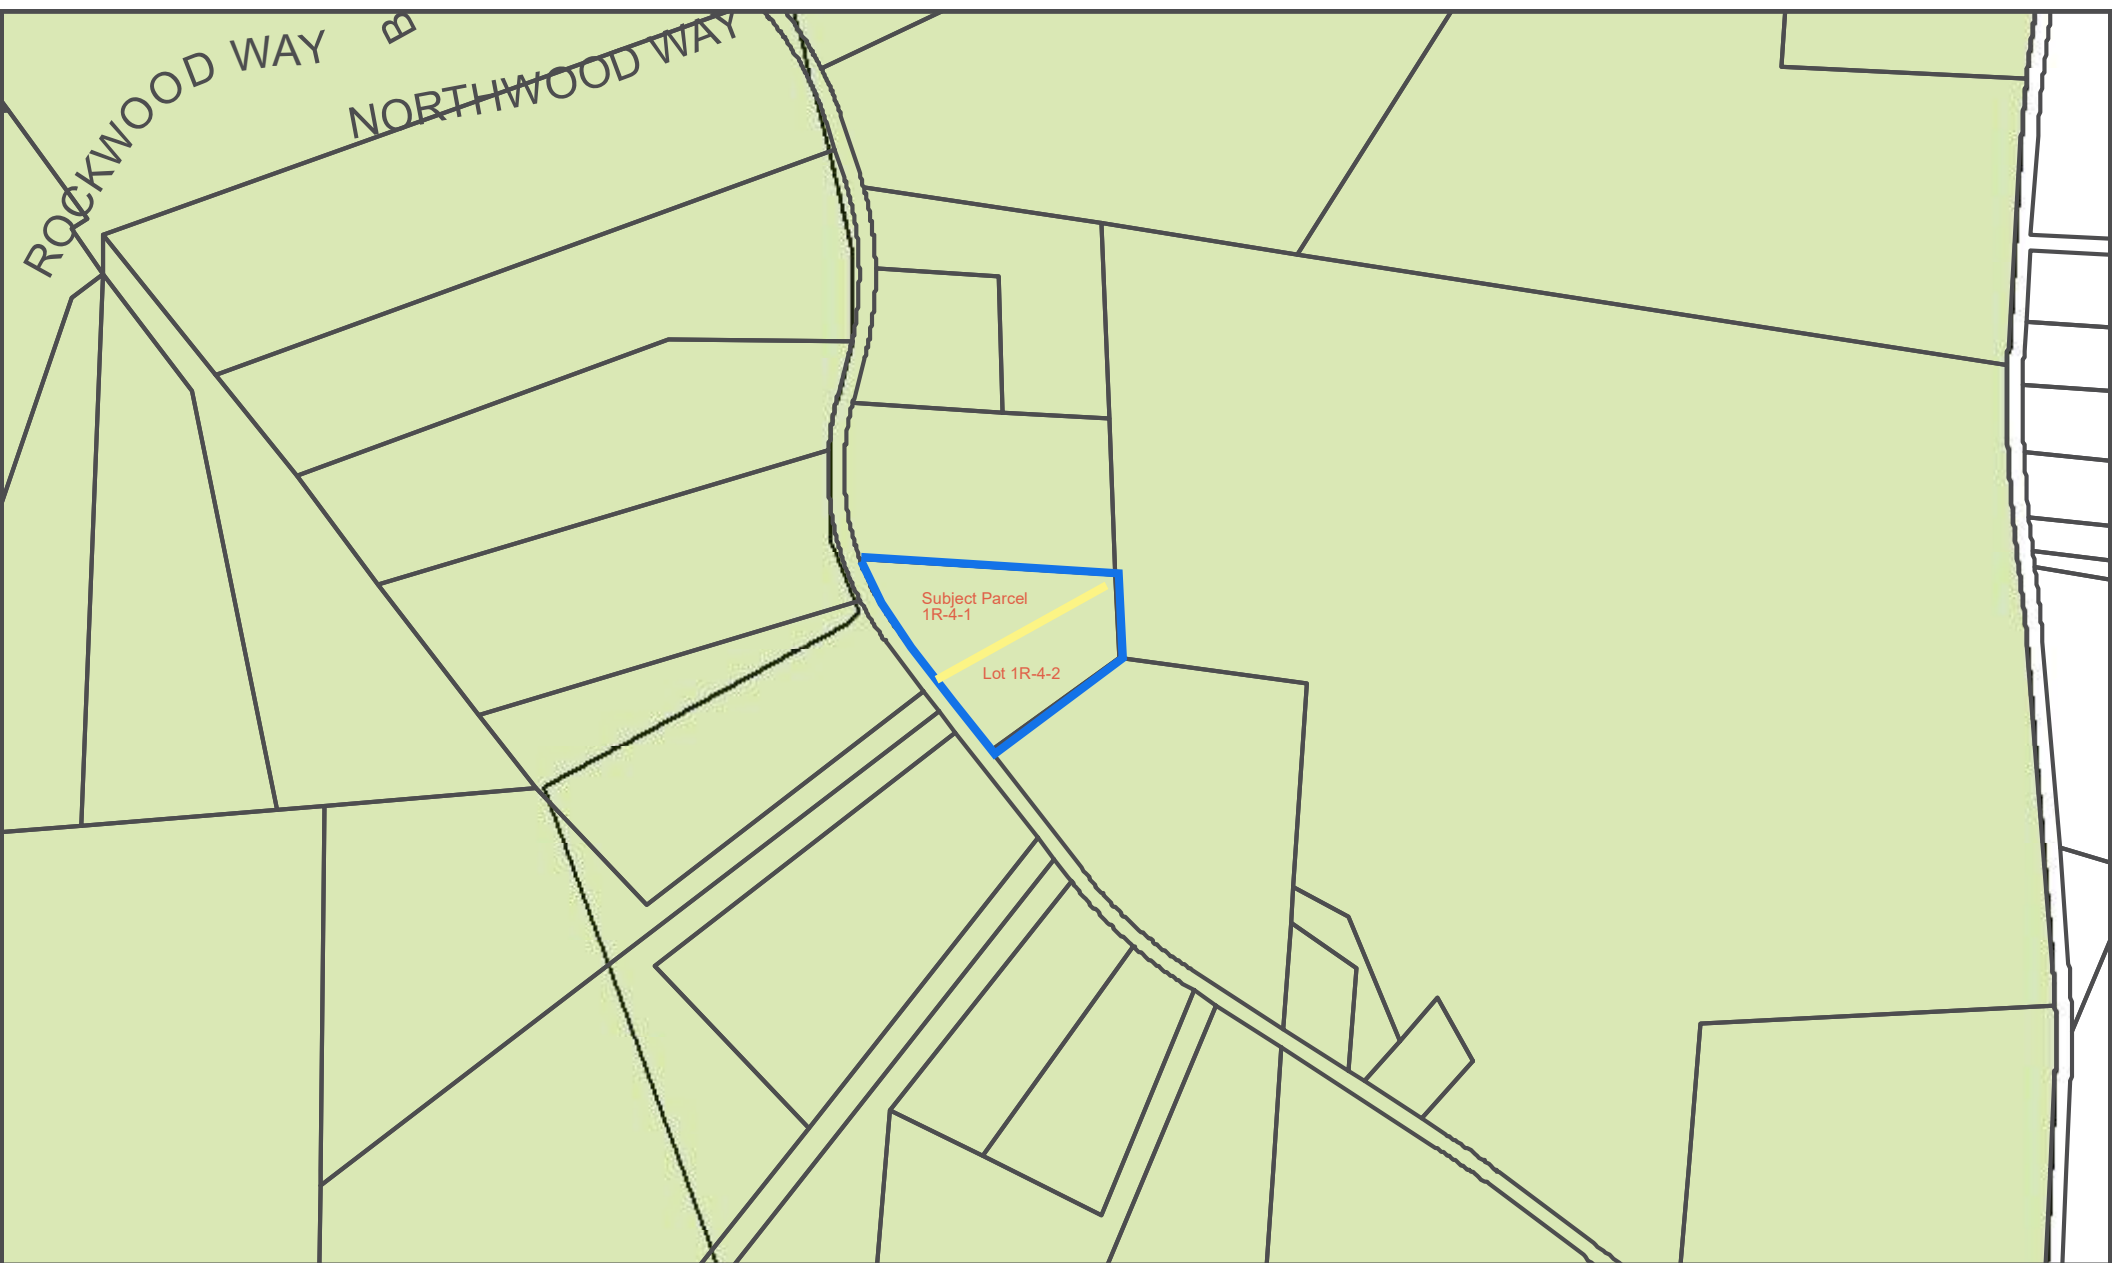 B
ROCKWOOD WAY
NORTHWOOD WAY
Subject Parcel
1R-4-1
Lot 1R-4-2